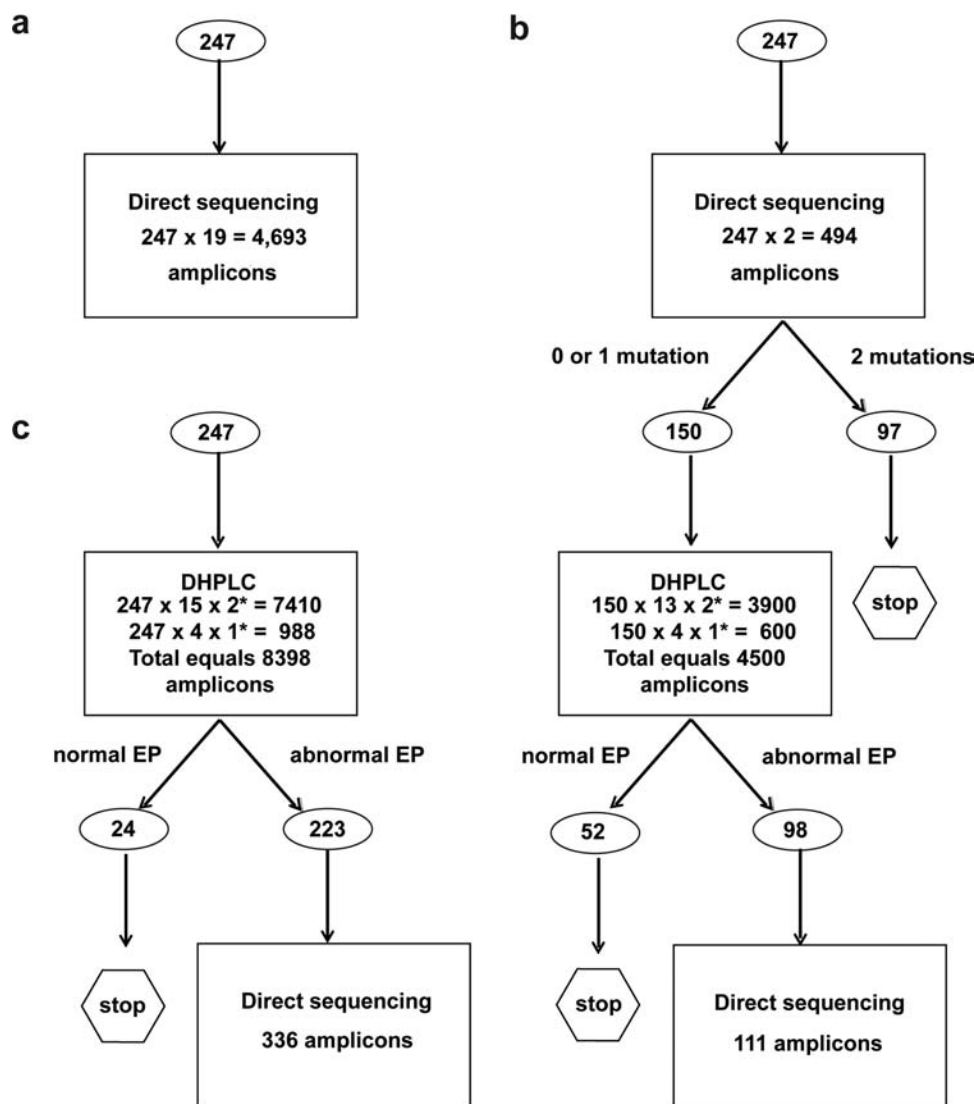 a
247
Direct sequencing
247 x 19 = 4,693
amplicons
b
247
Direct sequencing
247 x 2 = 494
amplicons
0 or 1 mutation
2 mutations
150
97
stop
DHPLC
150 x 13 x 2* = 3900
150 x 4 x 1* = 600
Total equals 4500
amplicons
normal EP
abnormal EP
52
98
stop
Direct sequencing
111 amplicons
c
247
DHPLC
247 x 15 x 2* = 7410
247 x 4 x 1* = 988
Total equals 8398
amplicons
normal EP
abnormal EP
24
223
stop
Direct sequencing
336 amplicons